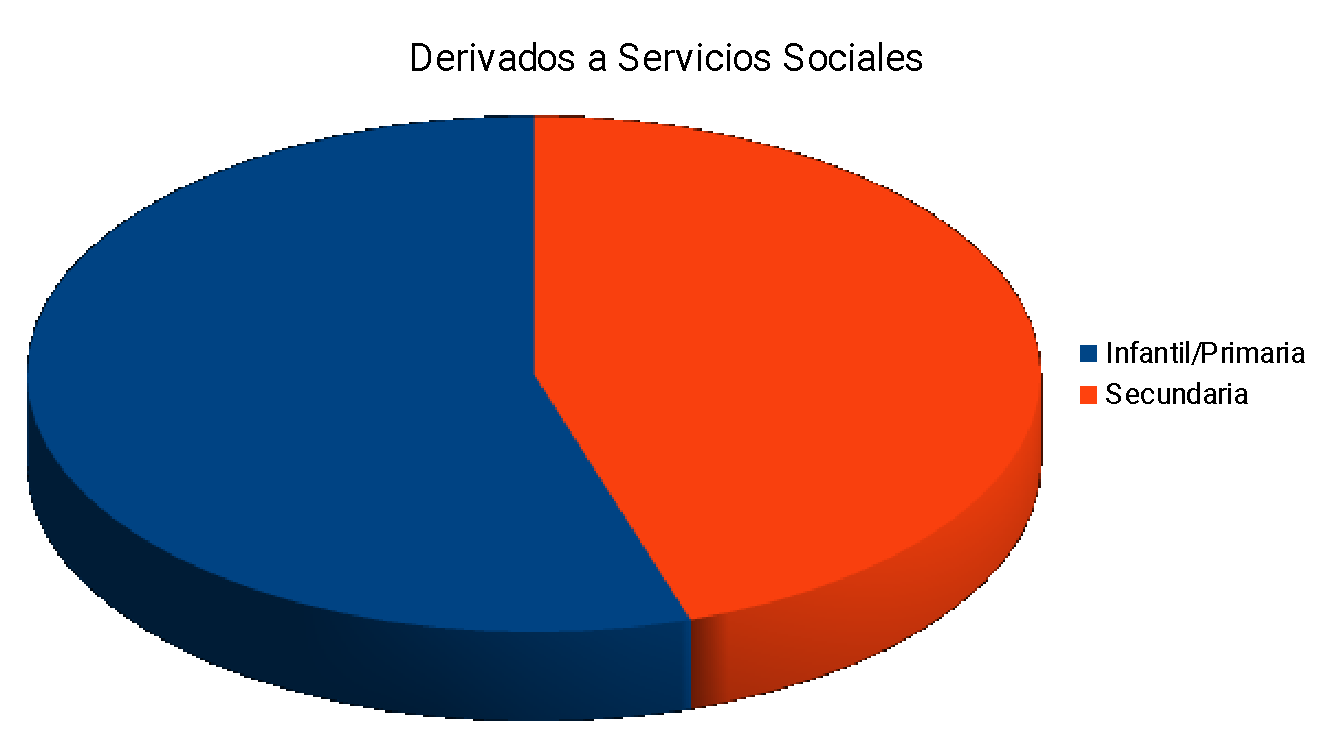 Derivados a Servicios Sociales
Infantil/Primaria
Secundaria